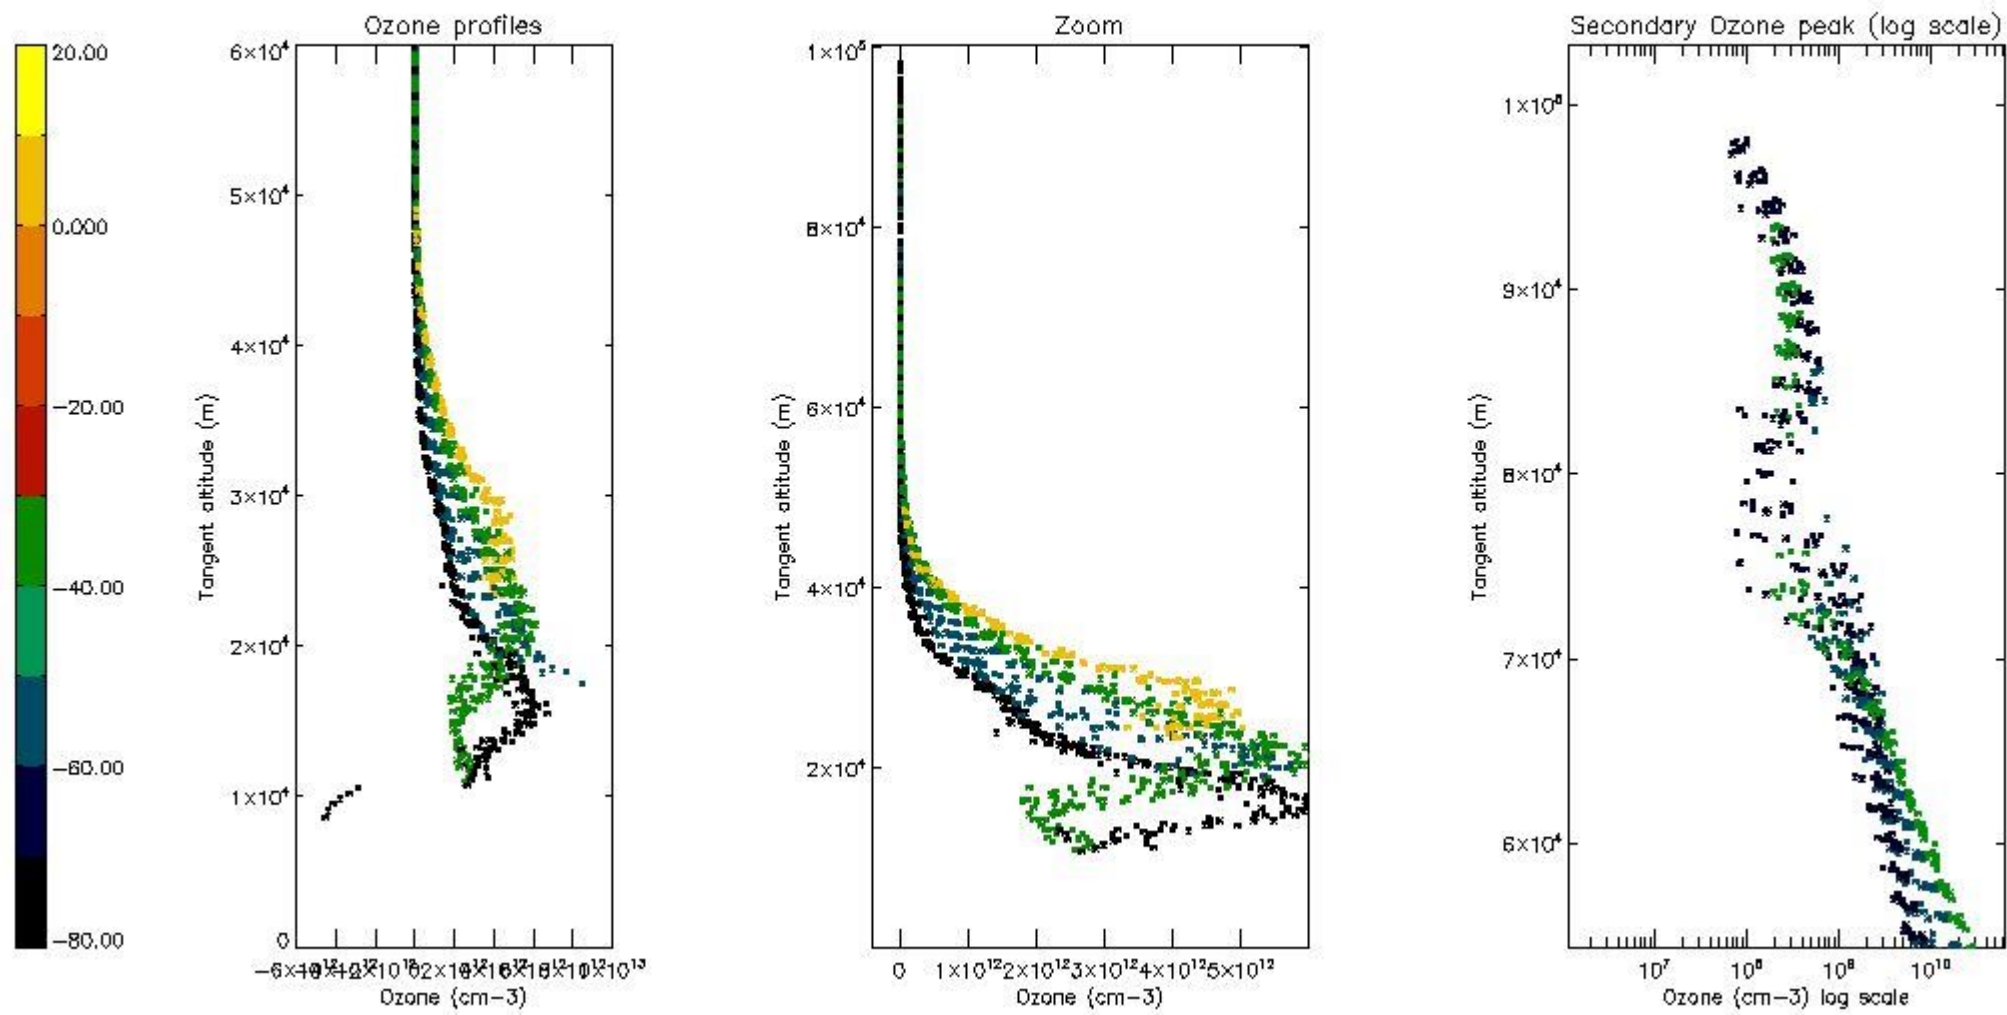 Ozone profiles
Zoom
Secondary Ozone peak (log scale)
20.00
0.000
−20.00
−40.00
−60.00
−80.00
6×10⁴
5×10⁴
4×10⁴
3×10⁴
2×10⁴
1×10⁴
0
Tangent altitude (m)
Ozone (cm−3)
1×10⁵
8×10⁴
6×10⁴
4×10⁴
2×10⁴
Tangent altitude (m)
0 1×10¹² 2×10¹² 3×10¹² 4×10¹² 5×10¹²
Ozone (cm−3)
9×10⁴
8×10⁴
7×10⁴
6×10⁴
Tangent altitude (m)
10⁷ 10⁸ 10⁹ 10¹⁰
Ozone (cm−3) log scale